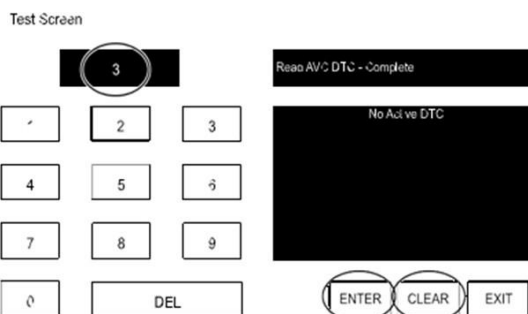 Test Screen
3
Read AVC DTC - Complete
No Active DTC
2 3
4 5 6
7 8 9
0 DEL ENTER CLEAR EXIT